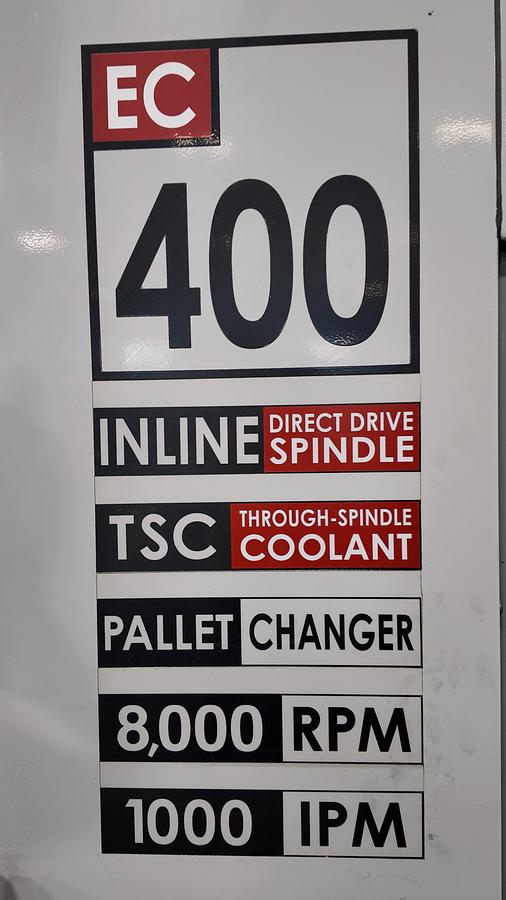 EC
400
INLINE DIRECT DRIVE
SPINDLE
TSC THROUGH-SPINDLE
COOLANT
PALLET CHANGER
8,000 RPM
1000 IPM